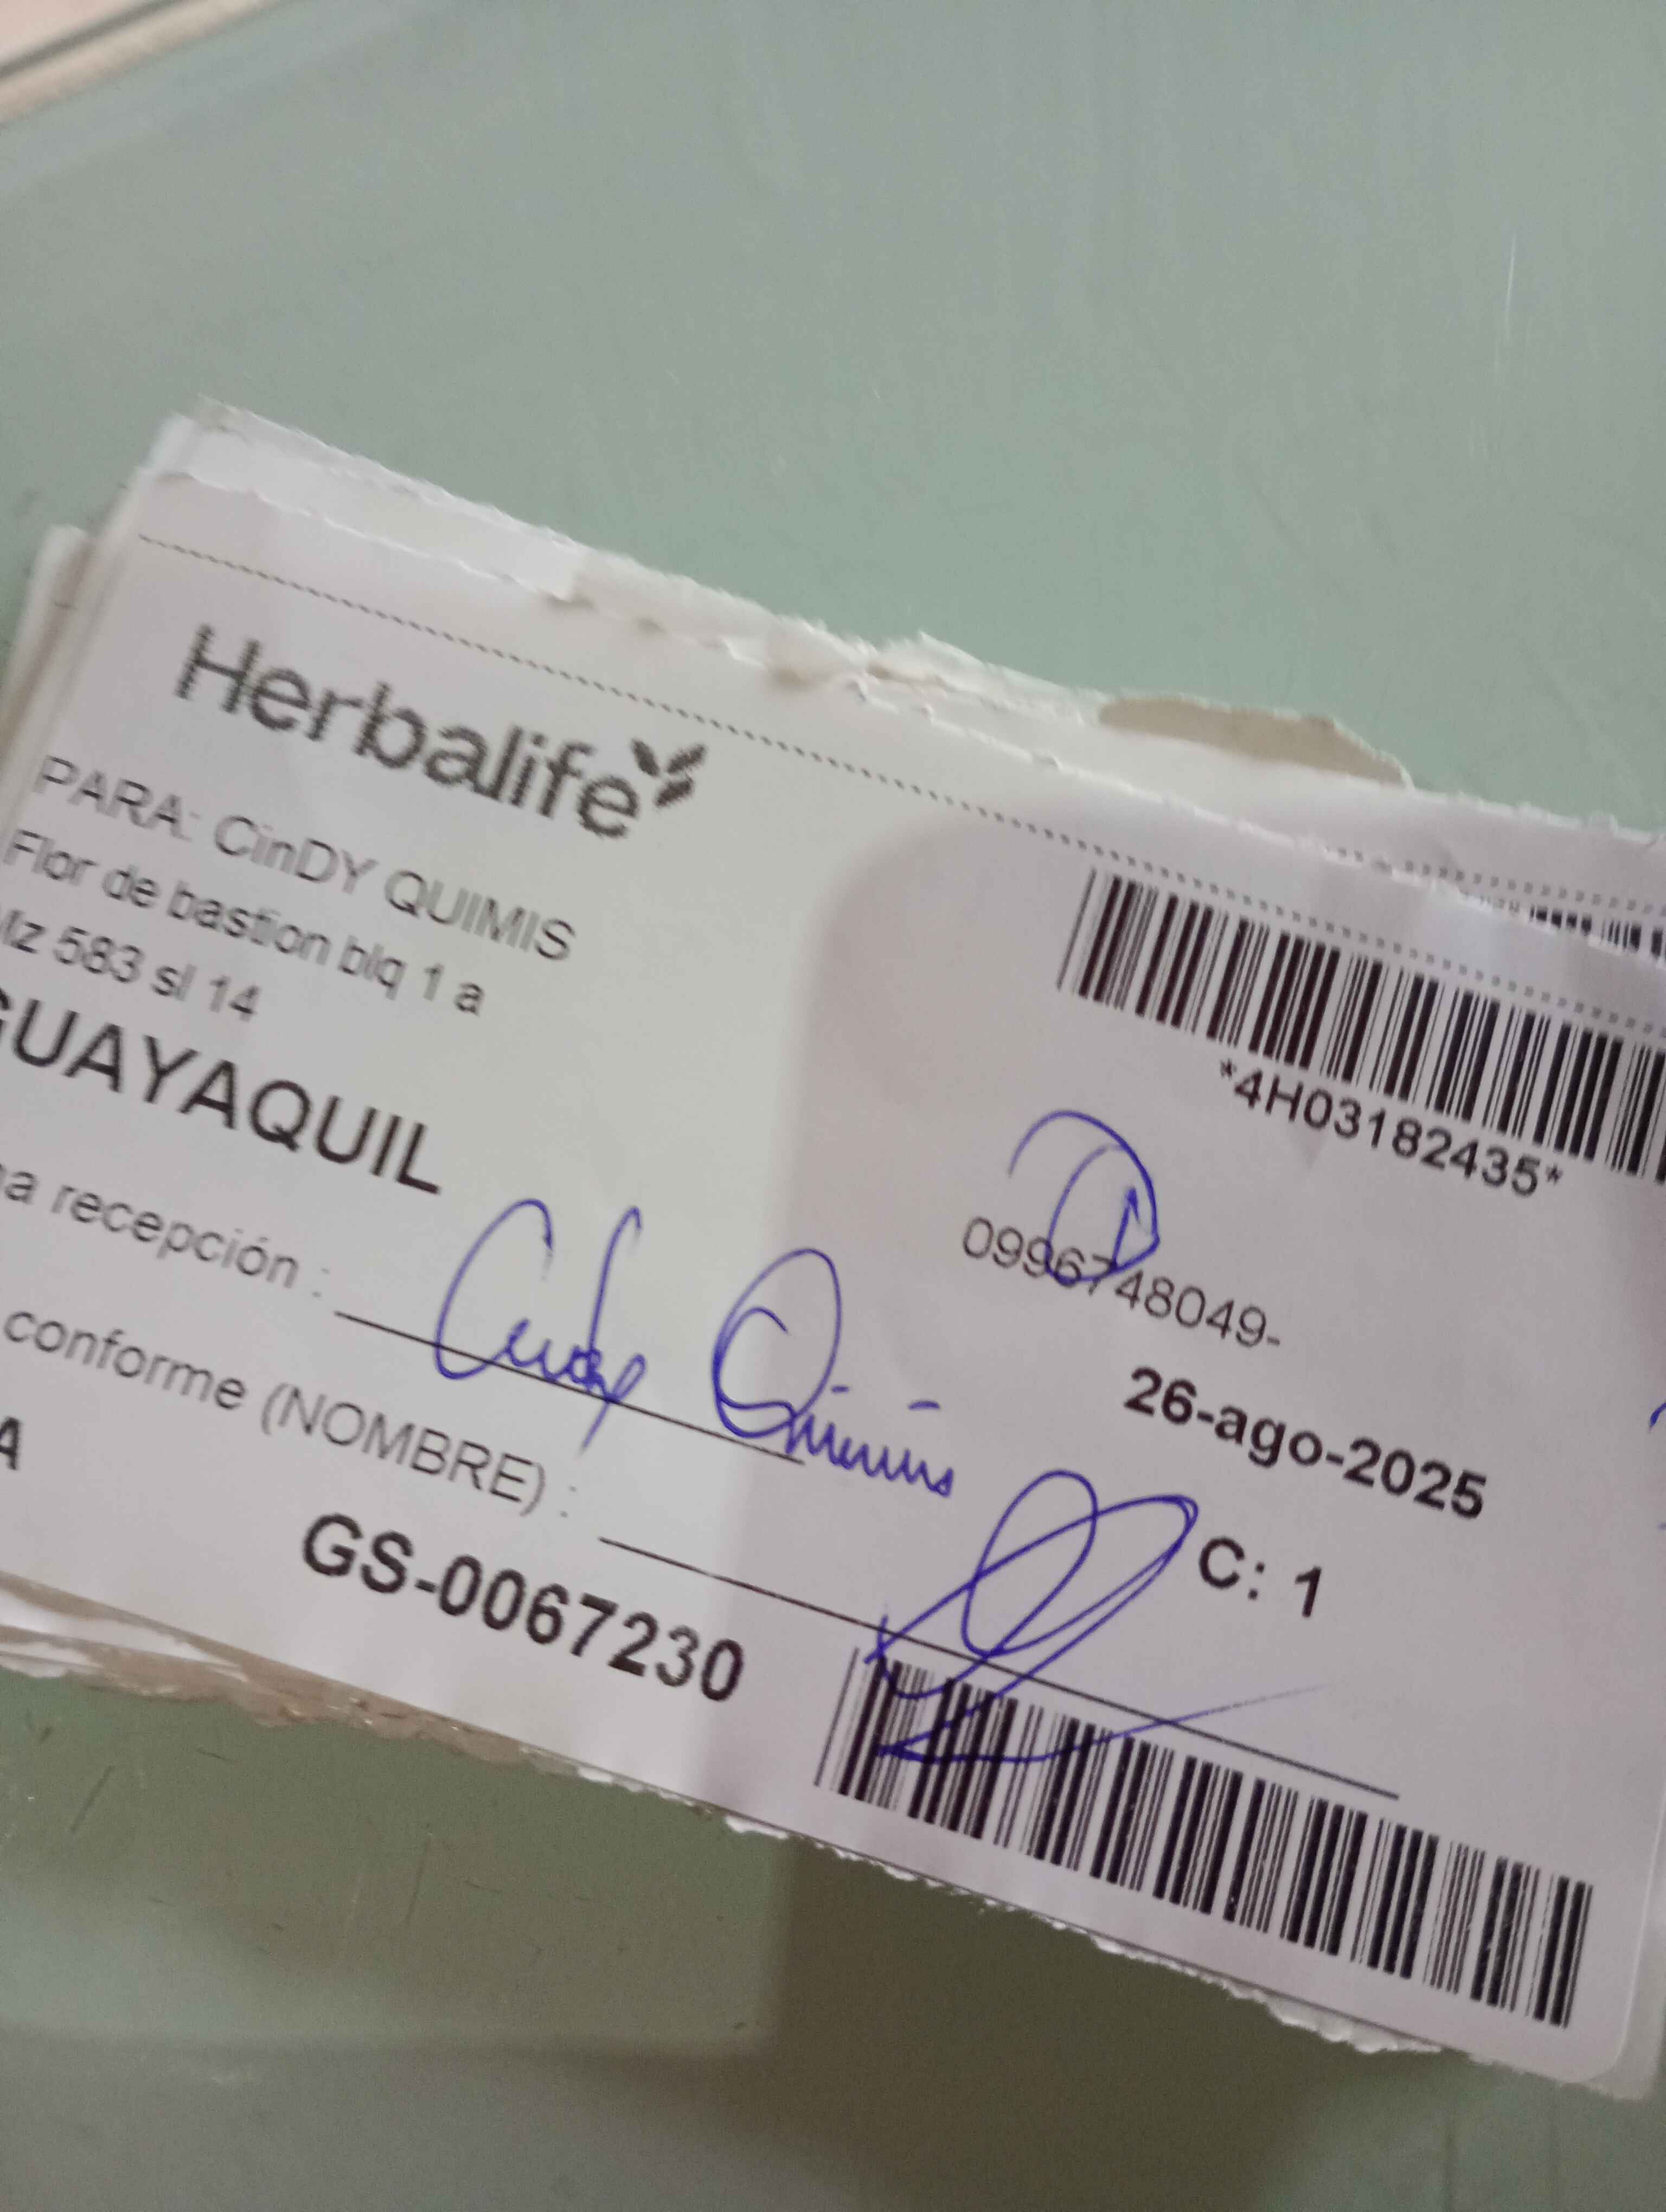 Herbalife
PARA: CinDY QUIMIS
Flor de bastion blq 1 a
Mz 583 sl 14
GUAYAQUIL
*4H03182435*
0996748049-
26-ago-2025
recepción :
Quimis
conforme (NOMBRE) :
C: 1
A
GS-0067230